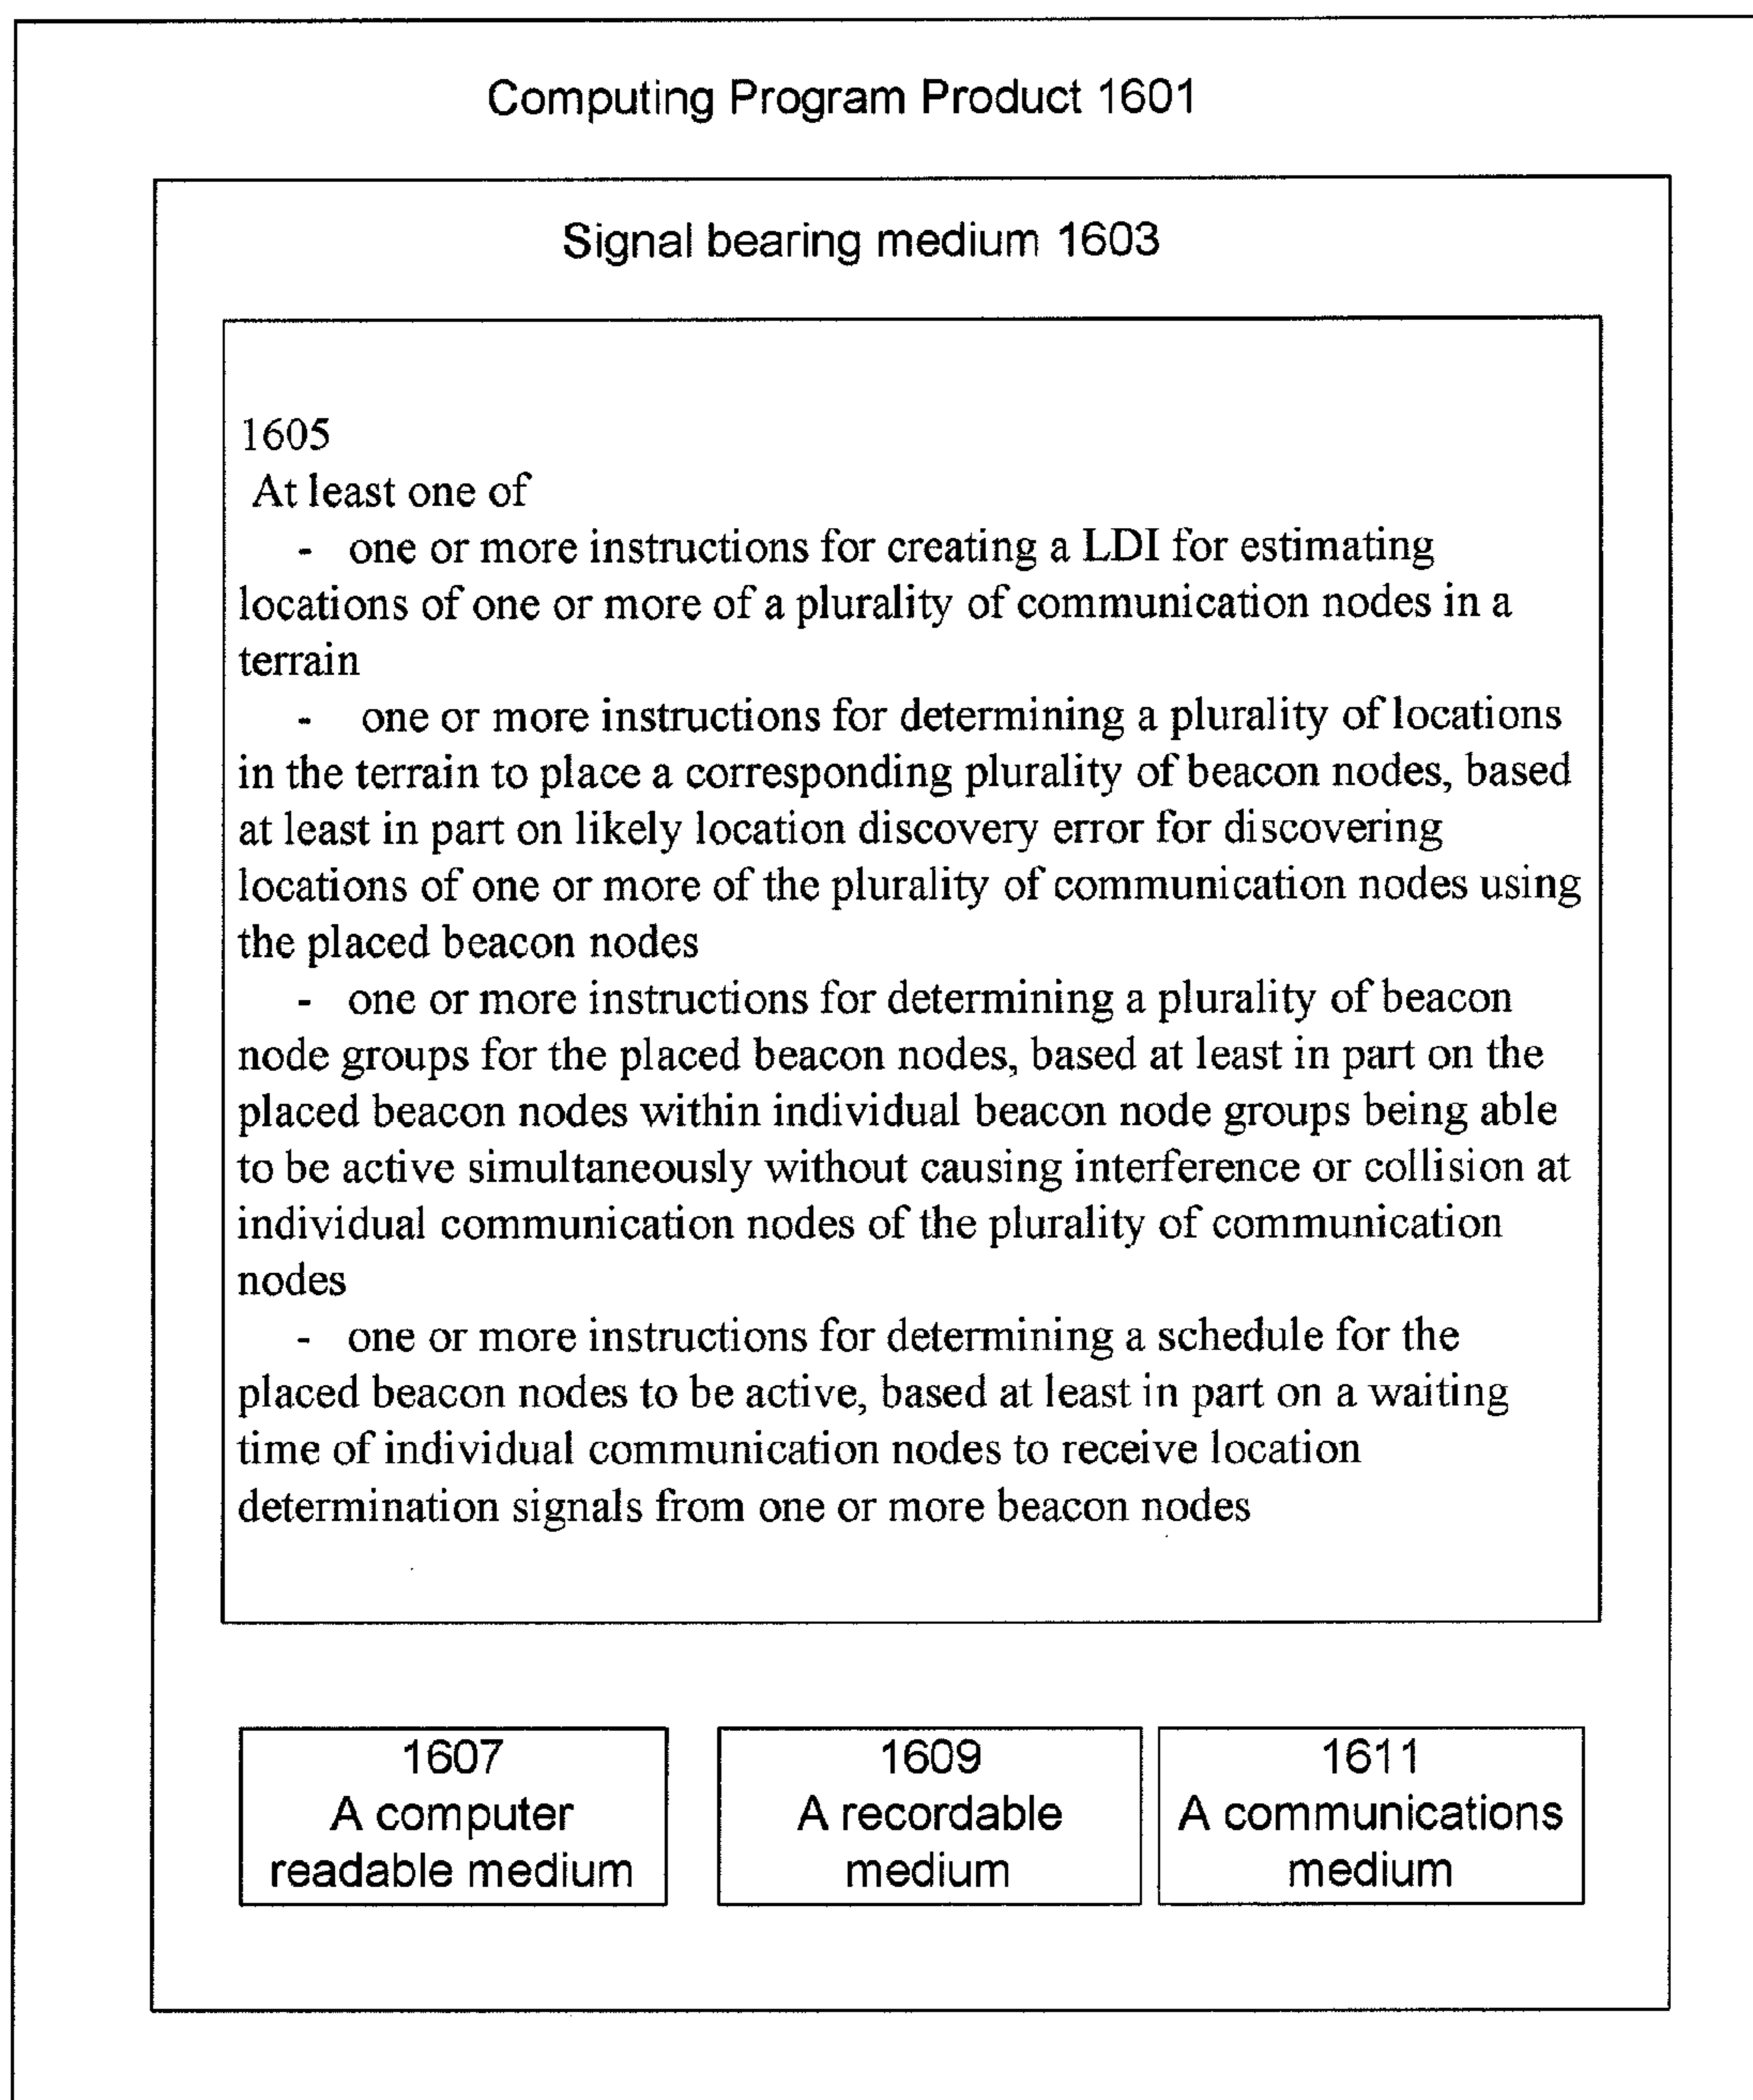 Computing Program Product 1601
Signal bearing medium 1603
1605
At least one of
- one or more instructions for creating a LDI for estimating
locations of one or more of a plurality of communication nodes in a
terrain
- one or more instructions for determining a plurality of locations
in the terrain to place a corresponding plurality of beacon nodes, based
at least in part on likely location discovery error for discovering
locations of one or more of the plurality of communication nodes using
the placed beacon nodes
- one or more instructions for determining a plurality of beacon
node groups for the placed beacon nodes, based at least in part on the
placed beacon nodes within individual beacon node groups being able
to be active simultaneously without causing interference or collision at
individual communication nodes of the plurality of communication
nodes
- one or more instructions for determining a schedule for the
placed beacon nodes to be active, based at least in part on a waiting
time of individual communication nodes to receive location
determination signals from one or more beacon nodes
1607
A computer
readable medium
1609
A recordable
medium
1611
A communications
medium